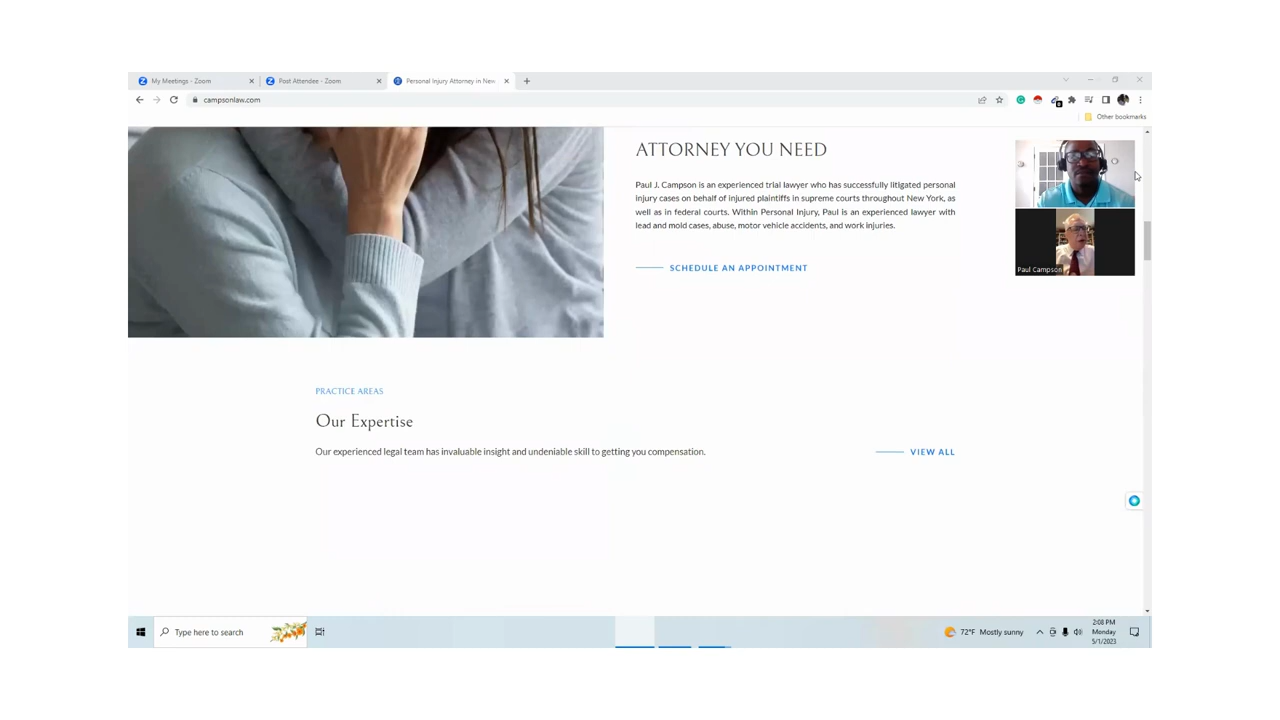 My Meetings - Zoom
Post Attendee - Zoom
Personal Injury Attorney in New
campsonlaw.com
Other bookmarks
ATTORNEY YOU NEED
Paul J. Campson is an experienced trial lawyer who has successfully litigated personal
injury cases on behalf of injured plaintiffs in supreme courts throughout New York, as
well as in federal courts. Within Personal Injury, Paul is an experienced lawyer with
lead and mold cases, abuse, motor vehicle accidents, and work injuries.
SCHEDULE AN APPOINTMENT
Paul Campson
PRACTICE AREAS
Our Expertise
Our experienced legal team has invaluable insight and undeniable skill to getting you compensation.
VIEW ALL
Type here to search
72°F Mostly sunny
2:08 PM
Monday
5/1/2023